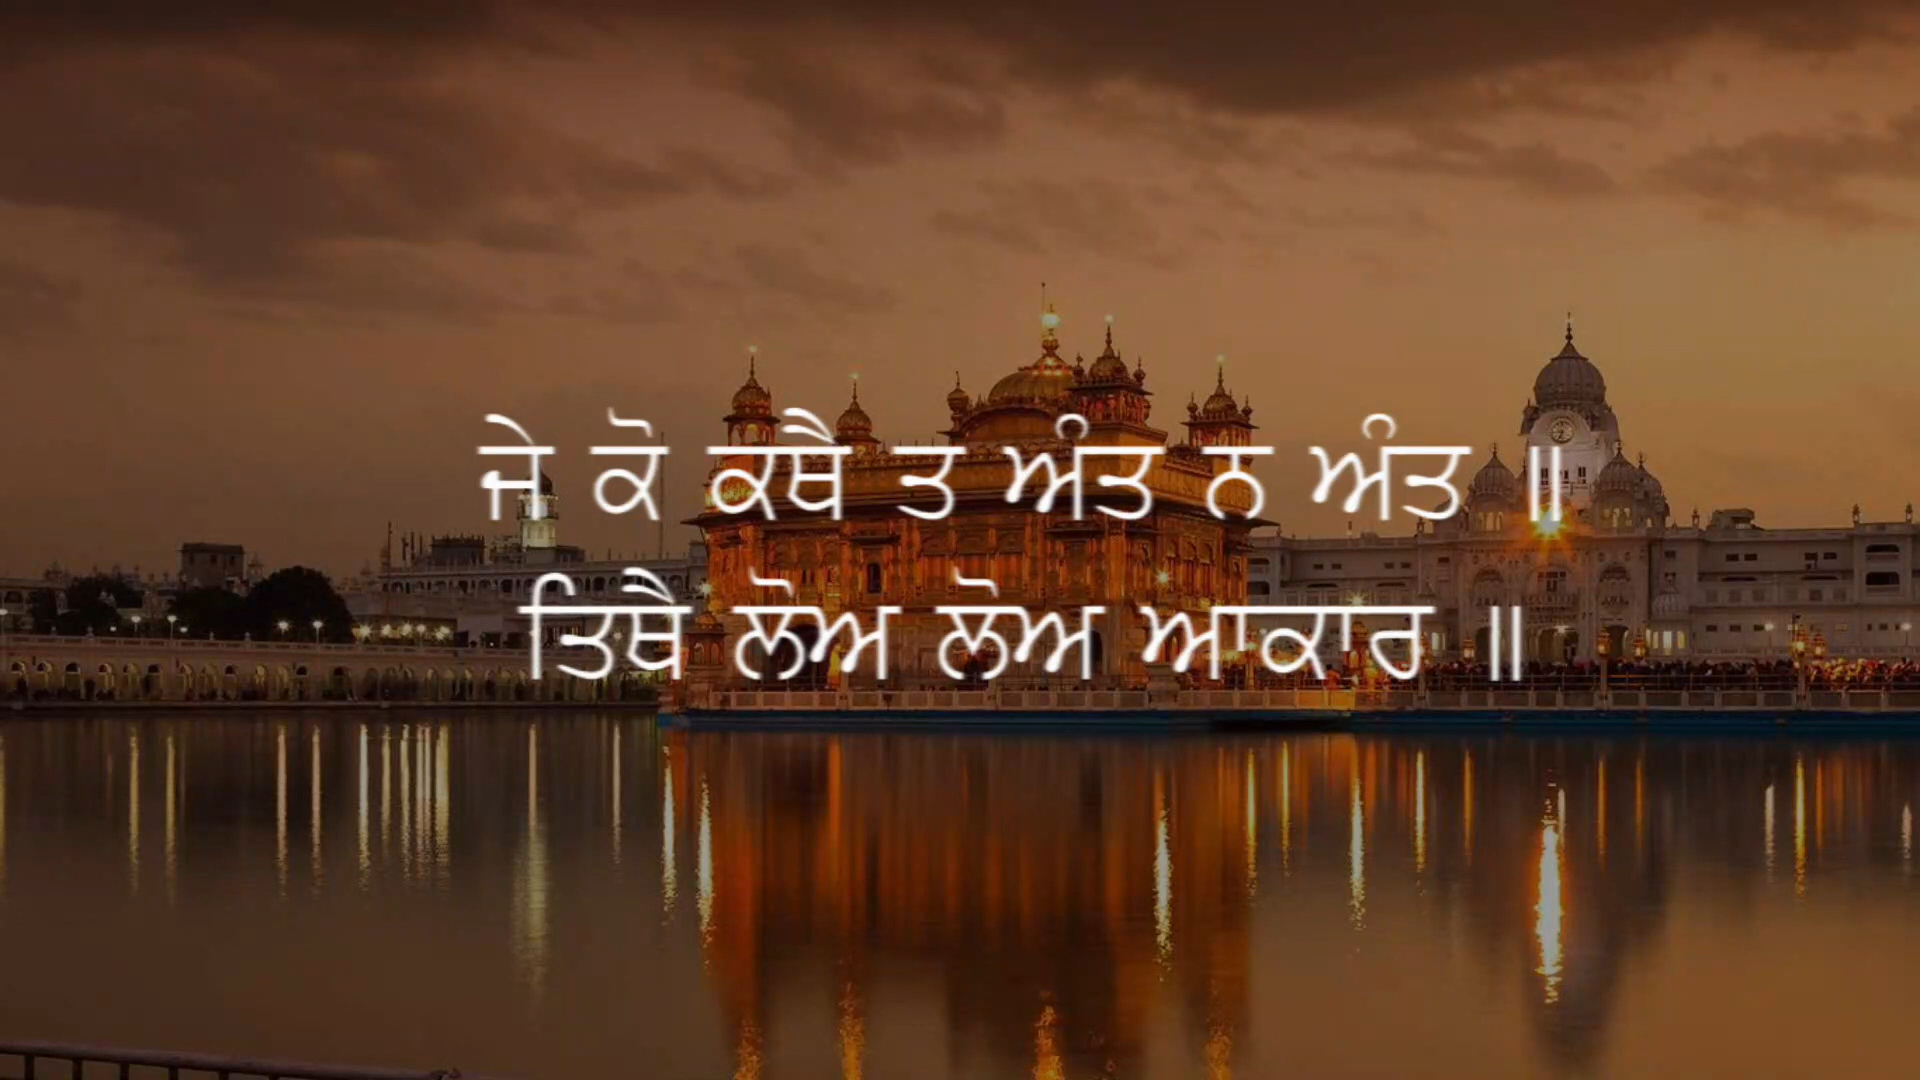 ਜੇ ਕੋ ਕਥੈ ਤ ਅੰਤ ਨ ਅੰਤ ॥
ਤਿਥੈ ਲੋਅ ਲੋਅ ਆਕਾਰ ॥